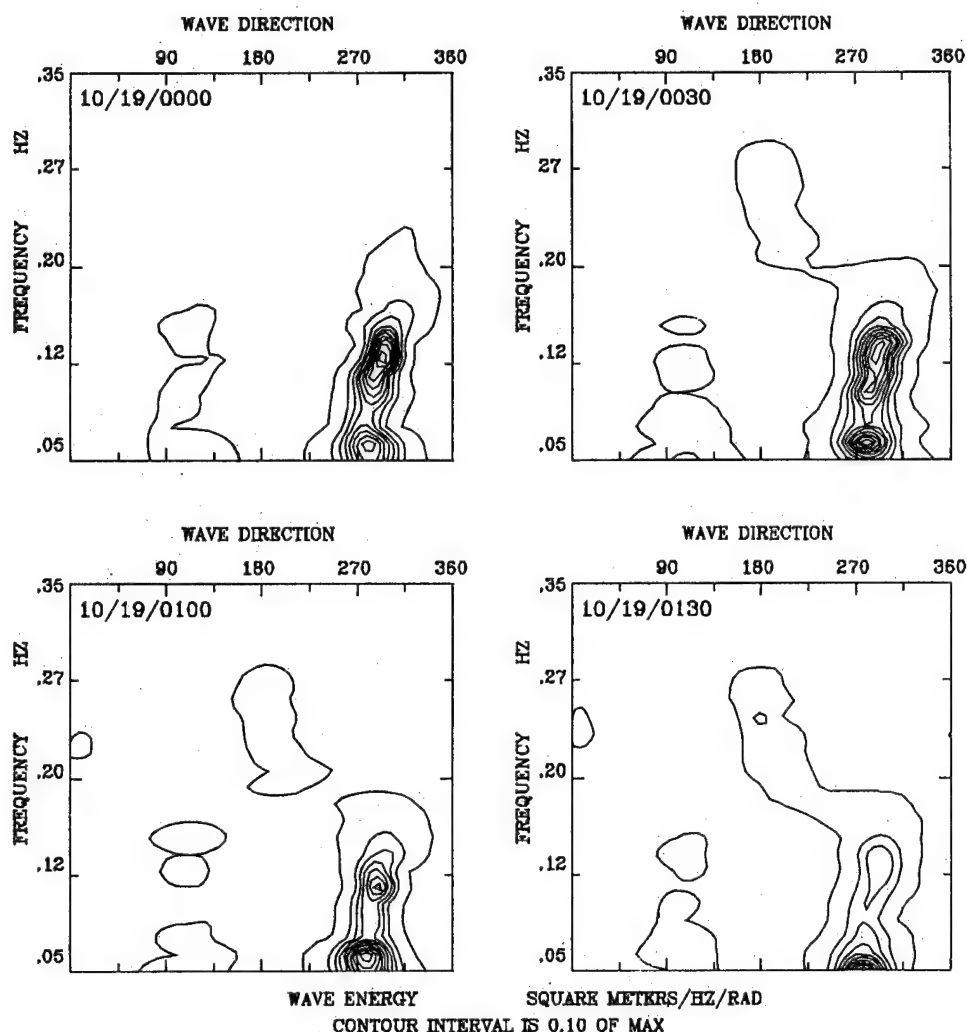 WAVE DIRECTION
90 180 270 360
.35
10/19/0000
HZ
.27
.20
FREQUENCY
.12
.05
WAVE DIRECTION
90 180 270 360
.35
10/19/0030
HZ
.27
.20
FREQUENCY
.12
.05
WAVE DIRECTION
90 180 270 360
.35
10/19/0100
HZ
.27
.20
FREQUENCY
.12
.05
WAVE DIRECTION
90 180 270 360
.35
10/19/0130
HZ
.27
.20
FREQUENCY
.12
.05
WAVE ENERGY SQUARE METERS/HZ/RAD
CONTOUR INTERVAL IS 0.10 OF MAX